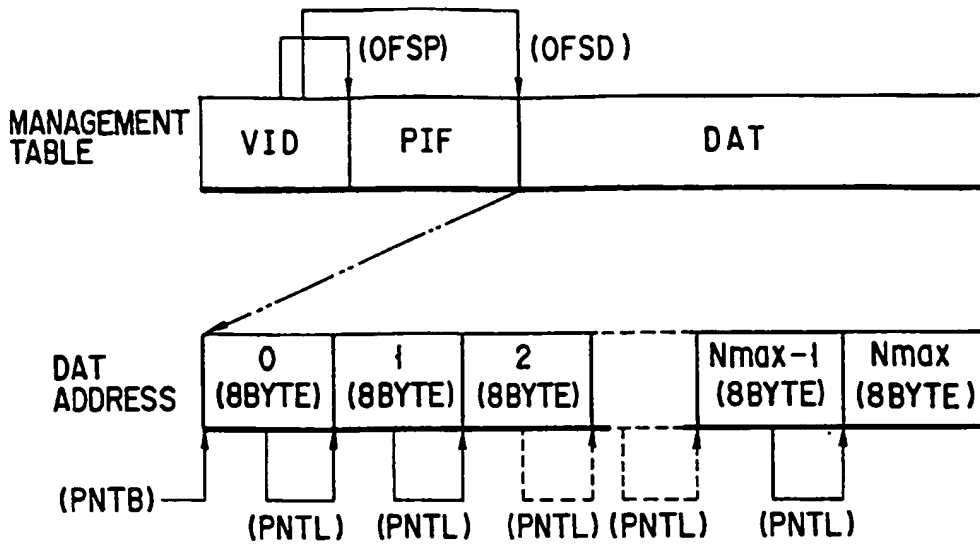 (OFSP)
(OFSD)
MANAGEMENT
TABLE
VID
PIF
DAT
DAT
ADDRESS
0
(8BYTE)
1
(8BYTE)
2
(8BYTE)
Nmax-1
(8BYTE)
Nmax
(8BYTE)
(PNTB)
(PNTL)
(PNTL)
(PNTL)
(PNTL)
(PNTL)